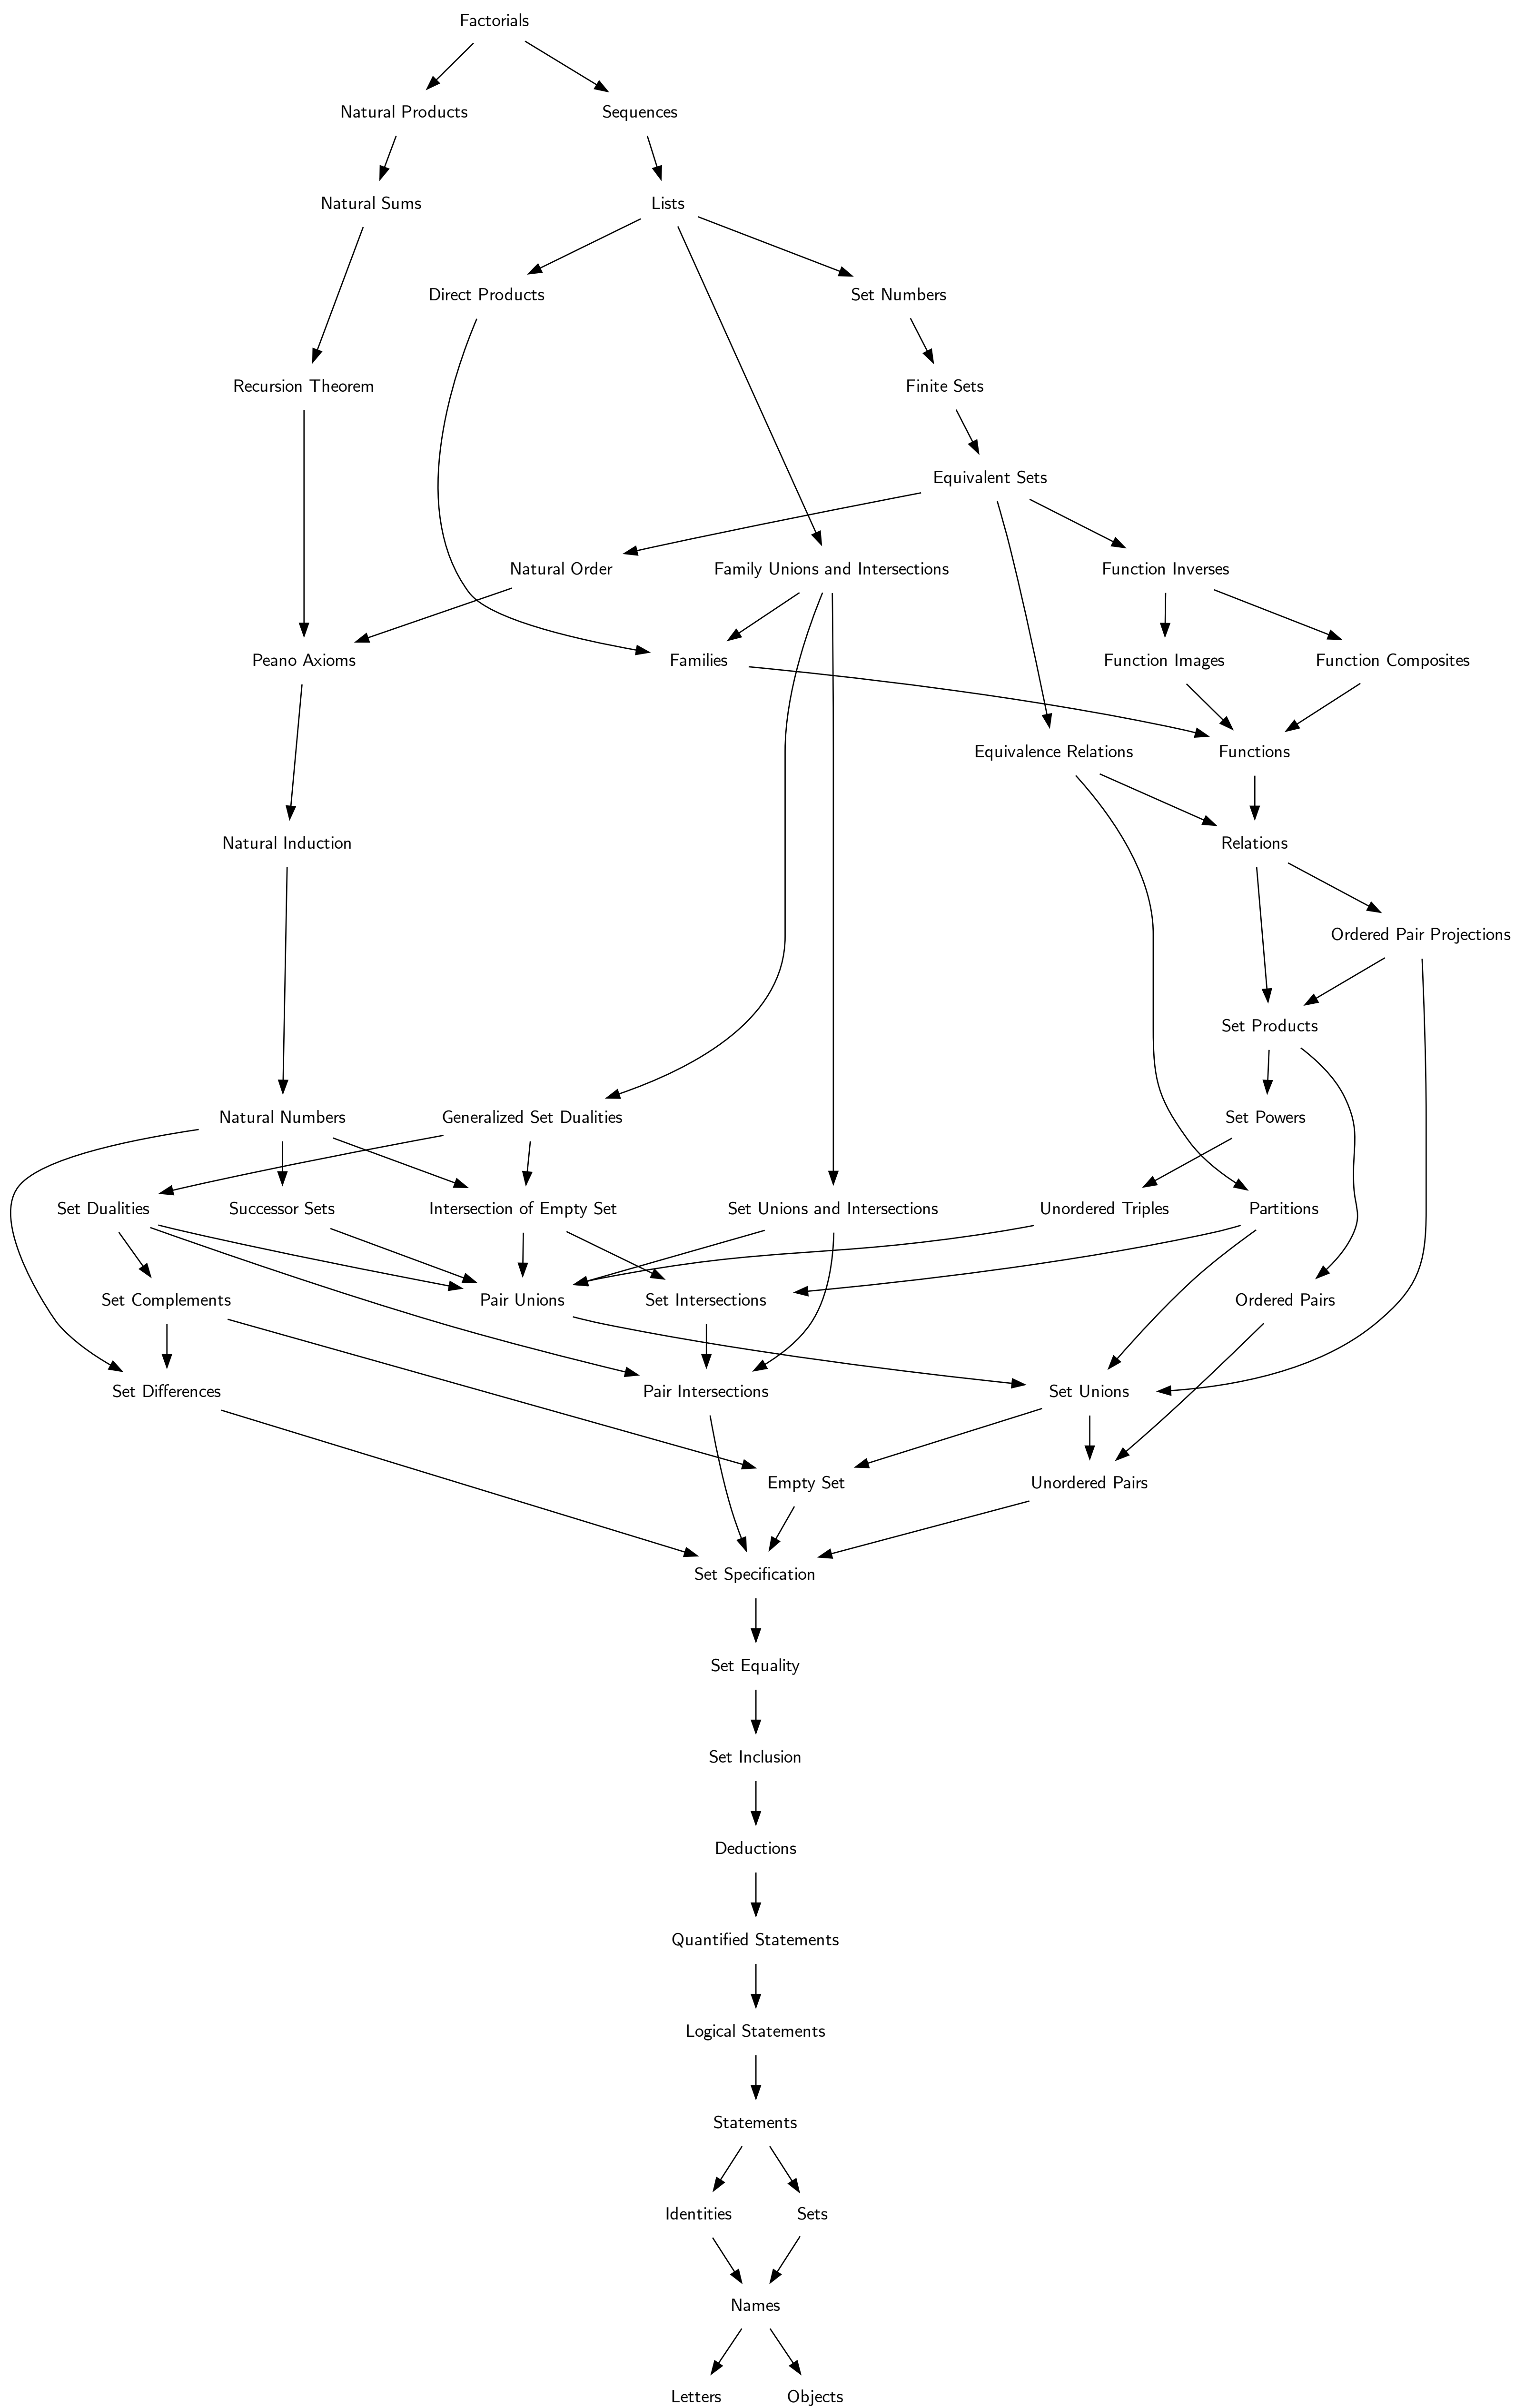 Factorials
Natural Products
Sequences
Natural Sums
Lists
Direct Products
Set Numbers
Recursion Theorem
Finite Sets
Equivalent Sets
Natural Order
Family Unions and Intersections
Function Inverses
Peano Axioms
Families
Function Images
Function Composites
Equivalence Relations
Functions
Natural Induction
Relations
Ordered Pair Projections
Set Products
Natural Numbers
Generalized Set Dualities
Set Powers
Set Dualities
Successor Sets
Intersection of Empty Set
Set Unions and Intersections
Unordered Triples
Partitions
Set Complements
Pair Unions
Set Intersections
Ordered Pairs
Set Differences
Pair Intersections
Set Unions
Empty Set
Unordered Pairs
Set Specification
Set Equality
Set Inclusion
Deductions
Quantified Statements
Logical Statements
Statements
Identities
Sets
Names
Letters
Objects